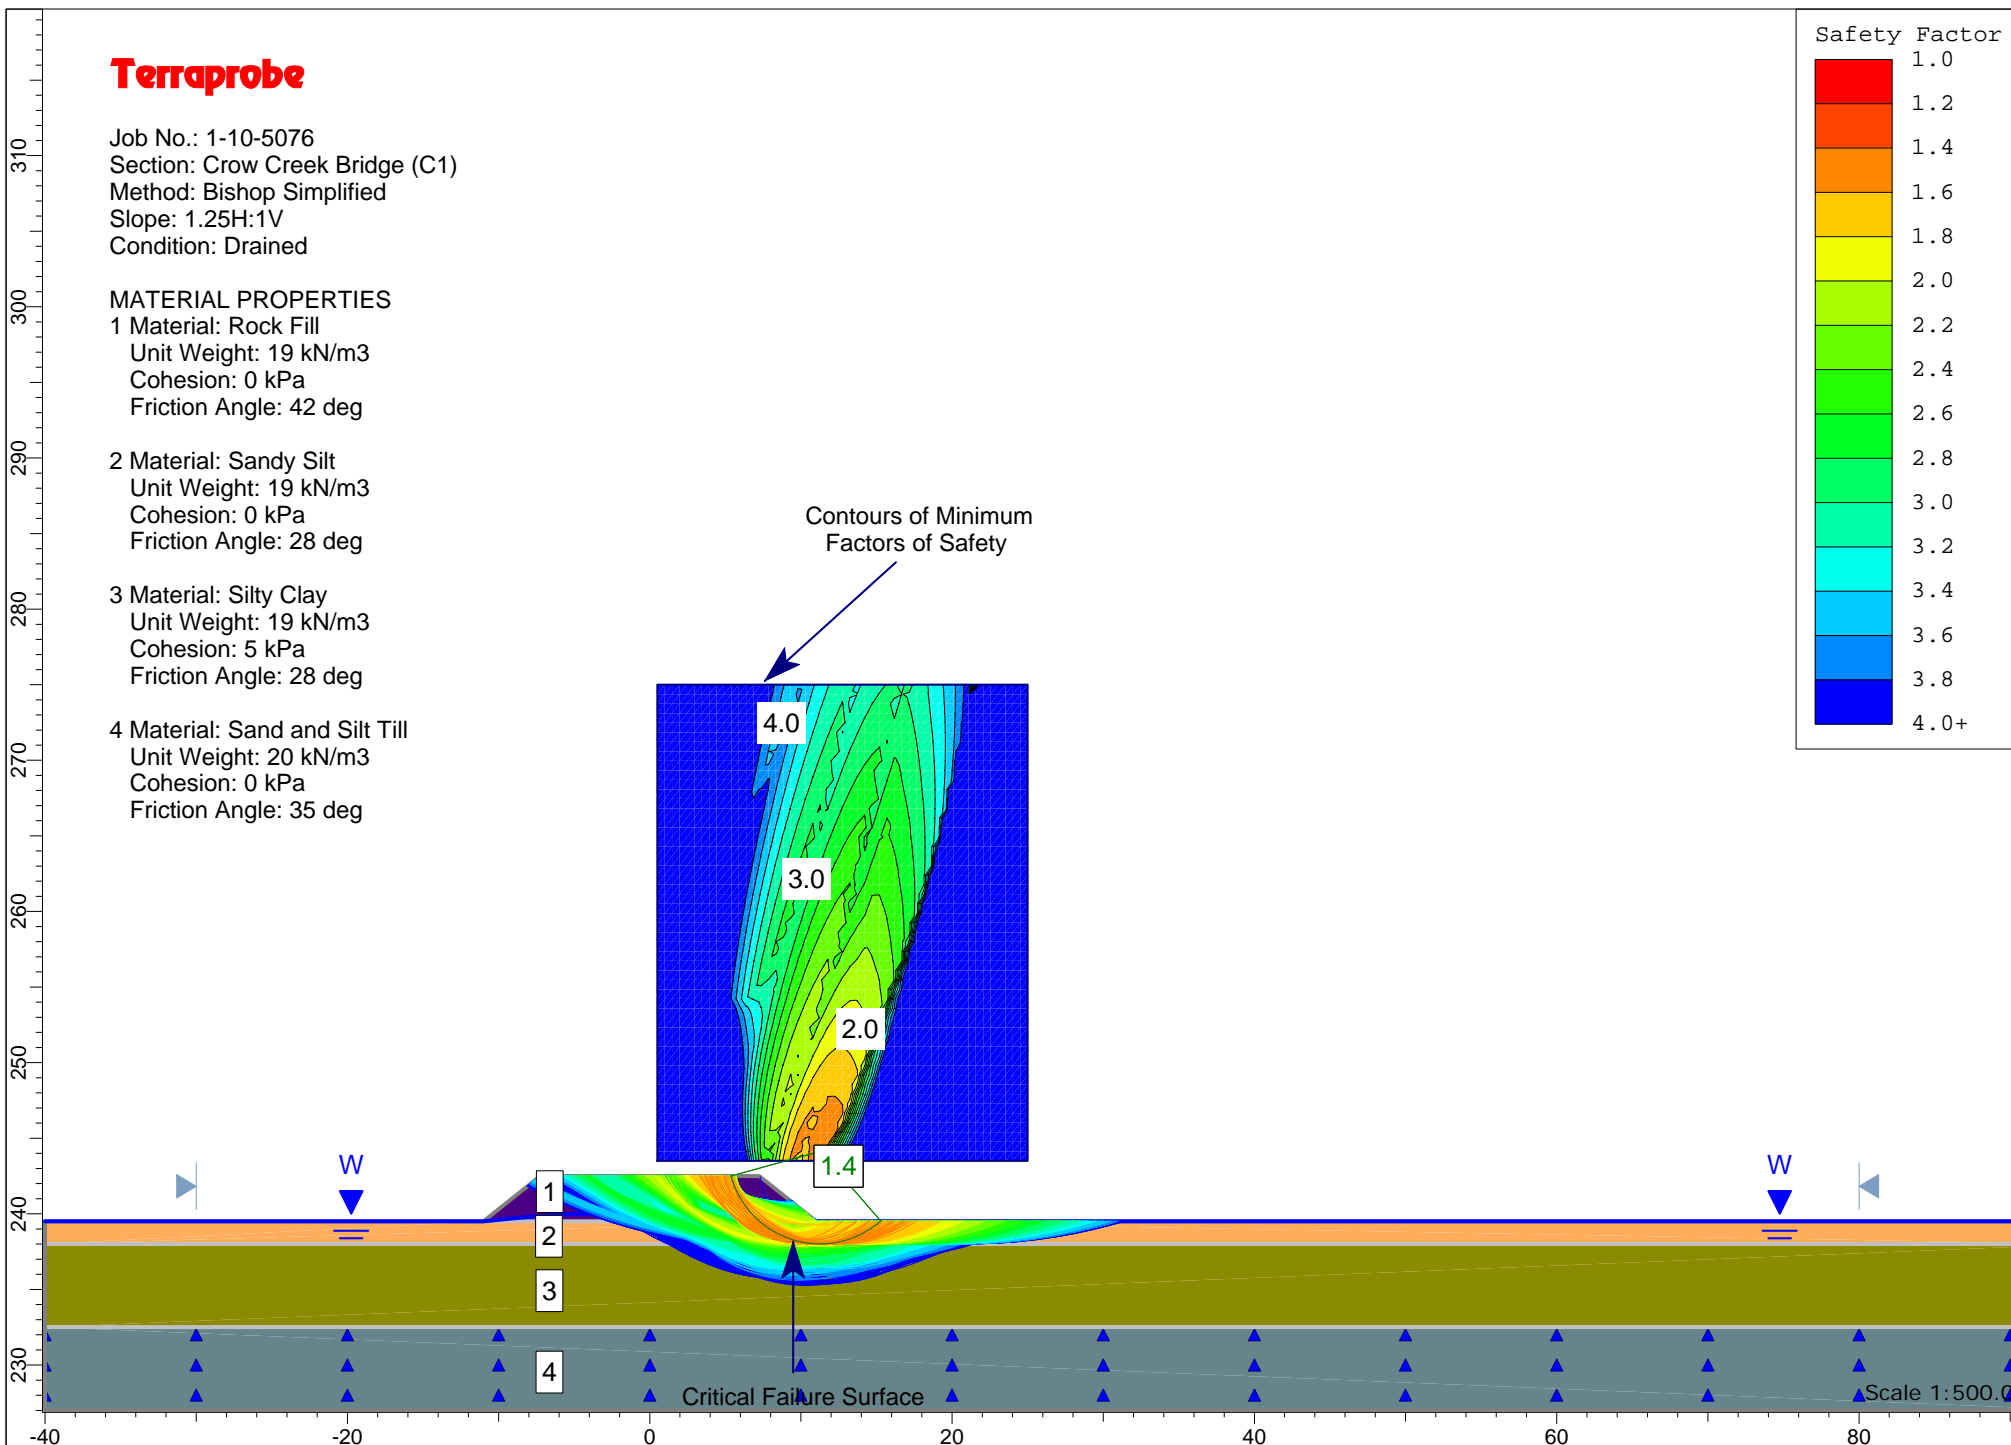 Terraprobe
Job No.: 1-10-5076
Section: Crow Creek Bridge (C1)
Method: Bishop Simplified
Slope: 1.25H:1V
Condition: Drained
MATERIAL PROPERTIES
1 Material: Rock Fill
Unit Weight: 19 kN/m3
Cohesion: 0 kPa
Friction Angle: 42 deg
2 Material: Sandy Silt
Unit Weight: 19 kN/m3
Cohesion: 0 kPa
Friction Angle: 28 deg
3 Material: Silty Clay
Unit Weight: 19 kN/m3
Cohesion: 5 kPa
Friction Angle: 28 deg
4 Material: Sand and Silt Till
Unit Weight: 20 kN/m3
Cohesion: 0 kPa
Friction Angle: 35 deg
Safety Factor
1.0
1.2
1.4
1.6
1.8
2.0
2.2
2.4
2.6
2.8
3.0
3.2
3.4
3.6
3.8
4.0+
Contours of Minimum
Factors of Safety
4.0
3.0
2.0
1.4
W
W
1
2
3
4
Critical Failure Surface
Scale 1:500.0
310
300
290
280
270
260
250
240
230
-40
-20
0
20
40
60
80